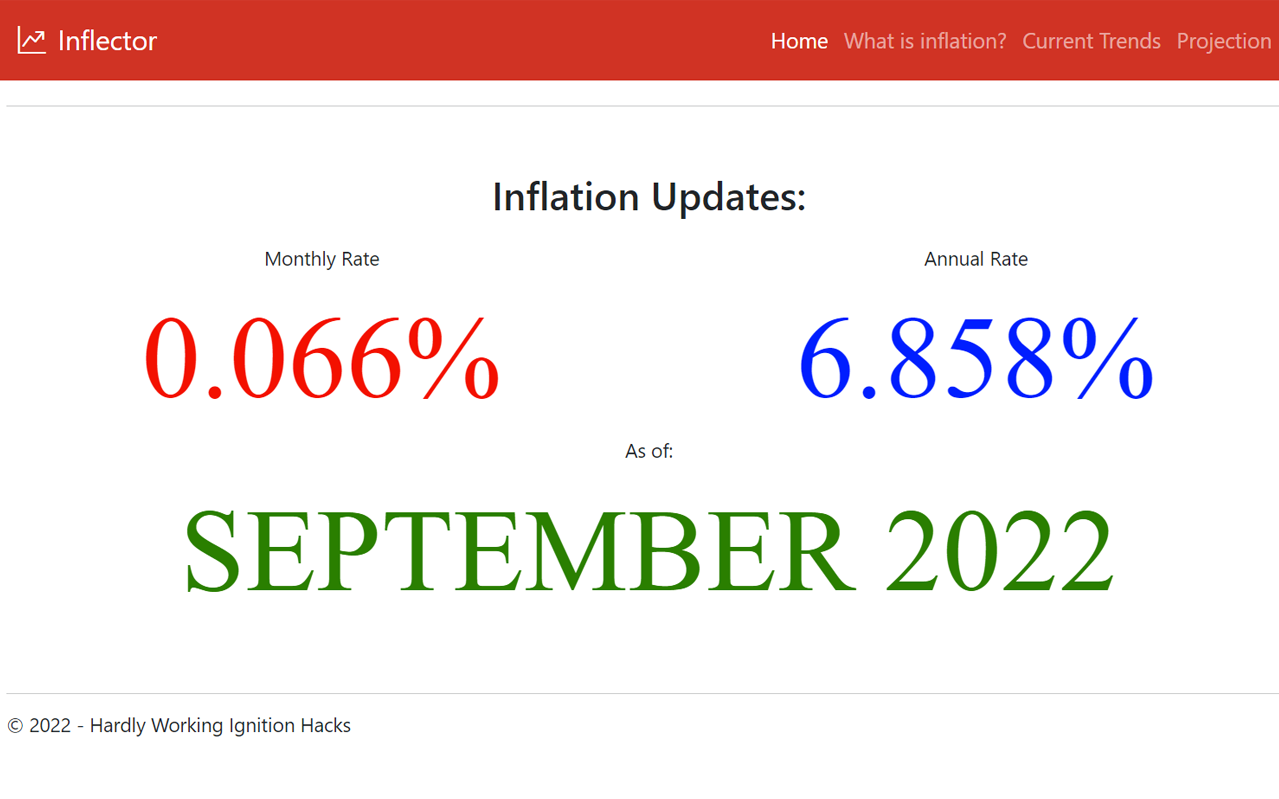 Inflector Home What is inflation? Current Trends Projection
Inflation Updates:
Monthly Rate Annual Rate
0.066% 6.858%
As of:
SEPTEMBER 2022
© 2022 - Hardly Working Ignition Hacks